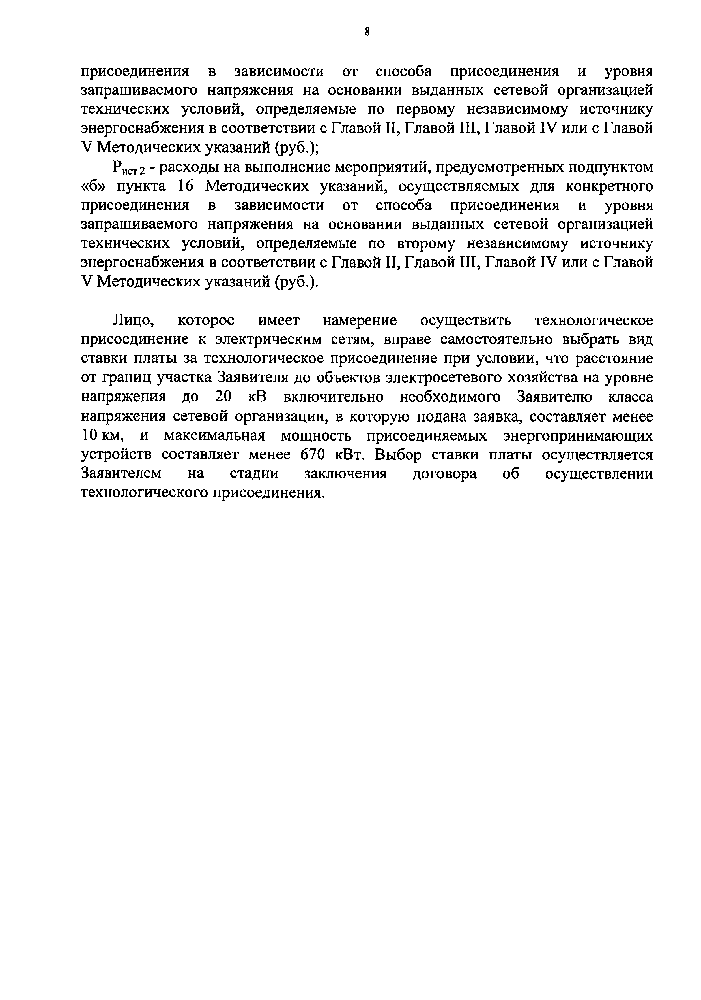 8
присоединения в зависимости от способа присоединения и уровня
запрашиваемого напряжения на основании выданных сетевой организацией
технических условий, определяемые по первому независимому источнику
энергоснабжения в соответствии с Главой II, Главой III, Главой IV или с Главой
V Методических указаний (руб.);
Рист 2 - расходы на выполнение мероприятий, предусмотренных подпунктом
«б» пункта 16 Методических указаний, осуществляемых для конкретного
присоединения в зависимости от способа присоединения и уровня
запрашиваемого напряжения на основании выданных сетевой организацией
технических условий, определяемые по второму независимому источнику
энергоснабжения в соответствии с Главой II, Главой III, Главой IV или с Главой
V Методических указаний (руб.).
Лицо, которое имеет намерение осуществить технологическое
присоединение к электрическим сетям, вправе самостоятельно выбрать вид
ставки платы за технологическое присоединение при условии, что расстояние
от границ участка Заявителя до объектов электросетевого хозяйства на уровне
напряжения до 20 кВ включительно необходимого Заявителю класса
напряжения сетевой организации, в которую подана заявка, составляет менее
10 км, и максимальная мощность присоединяемых энергопринимающих
устройств составляет менее 670 кВт. Выбор ставки платы осуществляется
Заявителем на стадии заключения договора об осуществлении
технологического присоединения.